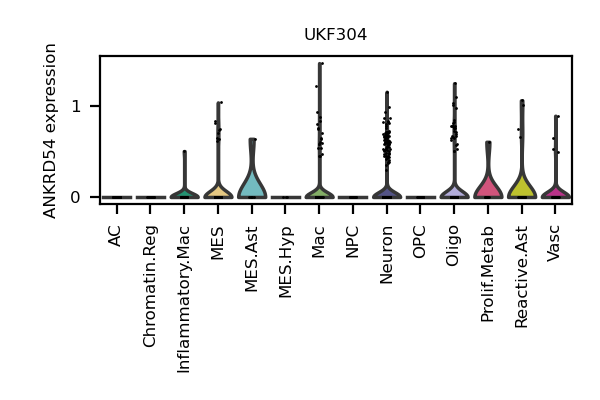 UKF304
ANKRD54 expression
1
0
AC
Chromatin.Reg
Inflammatory.Mac
MES
MES.Ast
MES.Hyp
Mac
NPC
Neuron
OPC
Oligo
Prolif.Metab
Reactive.Ast
Vasc